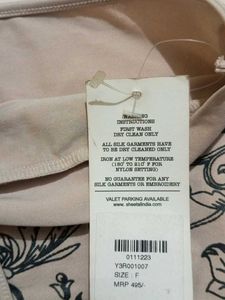 WASHING
INSTRUCTIONS
FIRST WASH
DRY CLEAN ONLY
ALL SILK GARMENTS HAVE
TO BE DRY CLEANED ONLY
IRON AT LOW TEMPERATURE
(180° TO 210° F FOR
NYLON SETTING)
NO GUARANTEE FOR ANY
SILK GARMENTS or EMBROIDERY
VALET PARKING AVAILABLE
www.sheetalindia.com
01111223
Y3R001007
SIZE : F
MRP 495/-